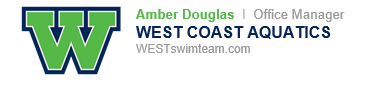 W
Amber Douglas | Office Manager
WEST COAST AQUATICS
WESTswimteam.com